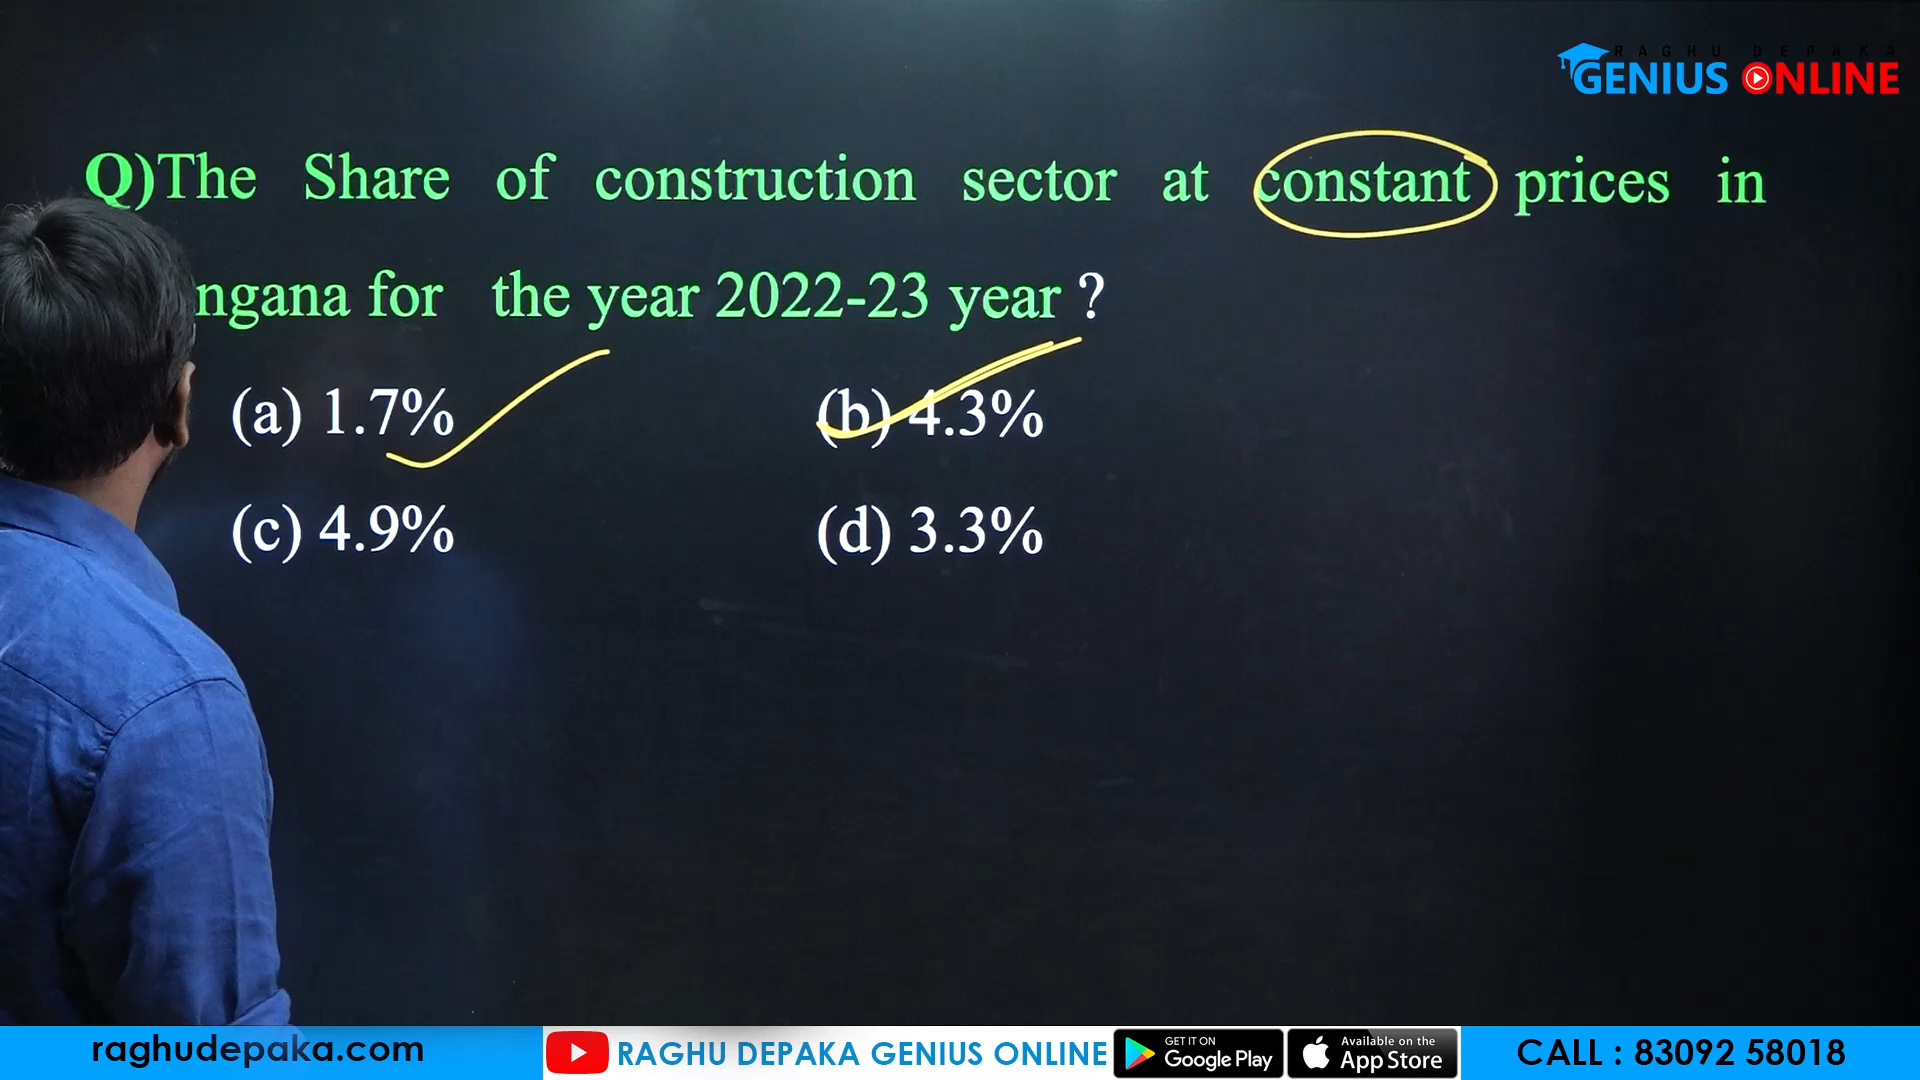 RAGHU DEPAKA
GENIUS ONLINE
Q)The Share of construction sector at constant prices in
ngana for the year 2022-23 year ?
(a) 1.7% (b) 4.3%
(c) 4.9% (d) 3.3%
raghudepaka.com RAGHU DEPAKA GENIUS ONLINE GET IT ON Google Play Available on the App Store CALL : 83092 58018